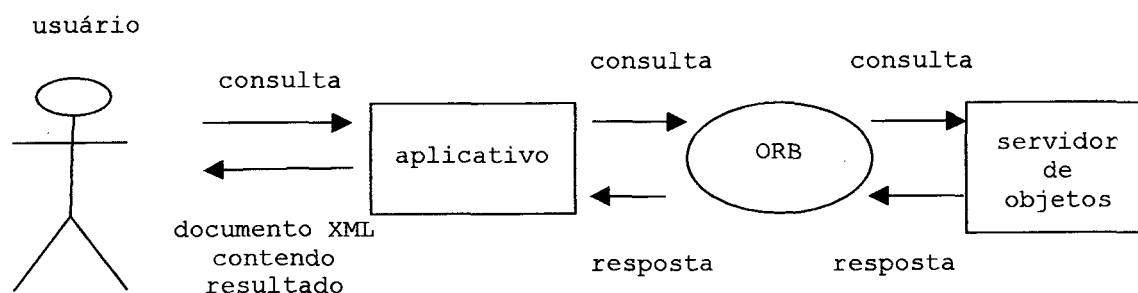 usuário
consulta
consulta
consulta
aplicativo
ORB
servidor
de
objetos
documento XML
contendo
resultado
resposta
resposta